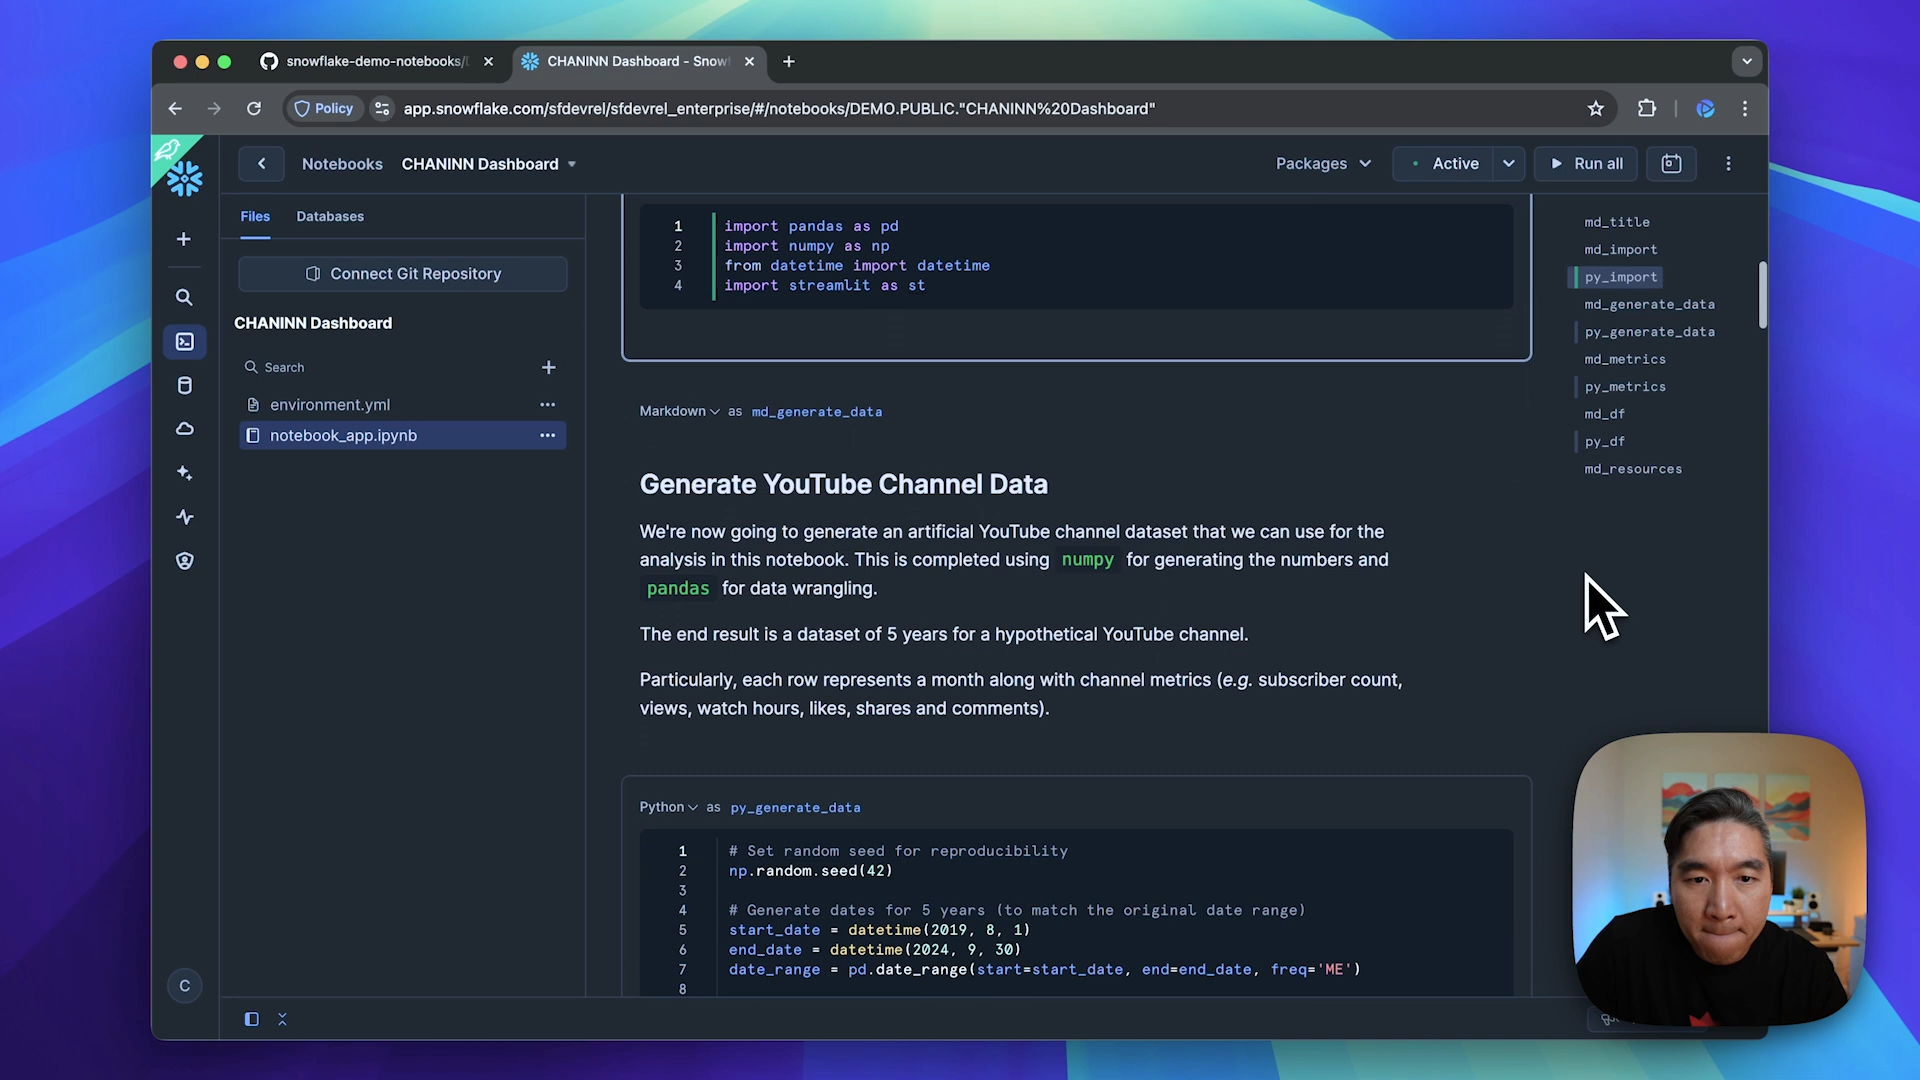 snowflake-demo-notebooks/
CHANINN Dashboard - Snowf
Policy
app.snowflake.com/sfdevrel/sfdevrel_enterprise/#/notebooks/DEMO.PUBLIC."CHANINN%20Dashboard"
Notebooks
CHANINN Dashboard
Packages
Active
Run all
Files
Databases
Connect Git Repository
CHANINN Dashboard
Search
environment.yml
notebook_app.ipynb
C
1 import pandas as pd
2 import numpy as np
3 from datetime import datetime
4 import streamlit as st
Markdown as md_generate_data
Generate YouTube Channel Data
We're now going to generate an artificial YouTube channel dataset that we can use for the
analysis in this notebook. This is completed using numpy for generating the numbers and
pandas for data wrangling.
The end result is a dataset of 5 years for a hypothetical YouTube channel.
Particularly, each row represents a month along with channel metrics (e.g. subscriber count,
views, watch hours, likes, shares and comments).
Python as py_generate_data
1 # Set random seed for reproducibility
2 np.random.seed(42)
3
4 # Generate dates for 5 years (to match the original date range)
5 start_date = datetime(2019, 8, 1)
6 end_date = datetime(2024, 9, 30)
7 date_range = pd.date_range(start=start_date, end=end_date, freq='ME')
8
md_title
md_import
py_import
md_generate_data
py_generate_data
md_metrics
py_metrics
md_df
py_df
md_resources